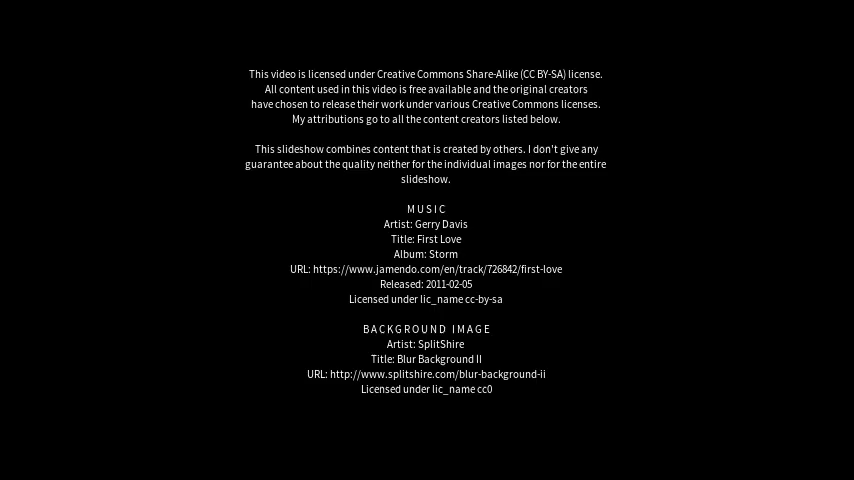 This video is licensed under Creative Commons Share-Alike (CC BY-SA) license.
All content used in this video is free available and the original creators
have chosen to release their work under various Creative Commons licenses.
My attributions go to all the content creators listed below.
This slideshow combines content that is created by others. I don't give any
guarantee about the quality neither for the individual images nor for the entire
slideshow.
MUSIC
Artist: Gerry Davis
Title: First Love
Album: Storm
URL: https://www.jamendo.com/en/track/726842/first-love
Released: 2011-02-05
Licensed under lic_name cc-by-sa
BACKGROUND IMAGE
Artist: SplitShire
Title: Blur Background II
URL: http://www.splitshire.com/blur-background-ii
Licensed under lic_name cc0